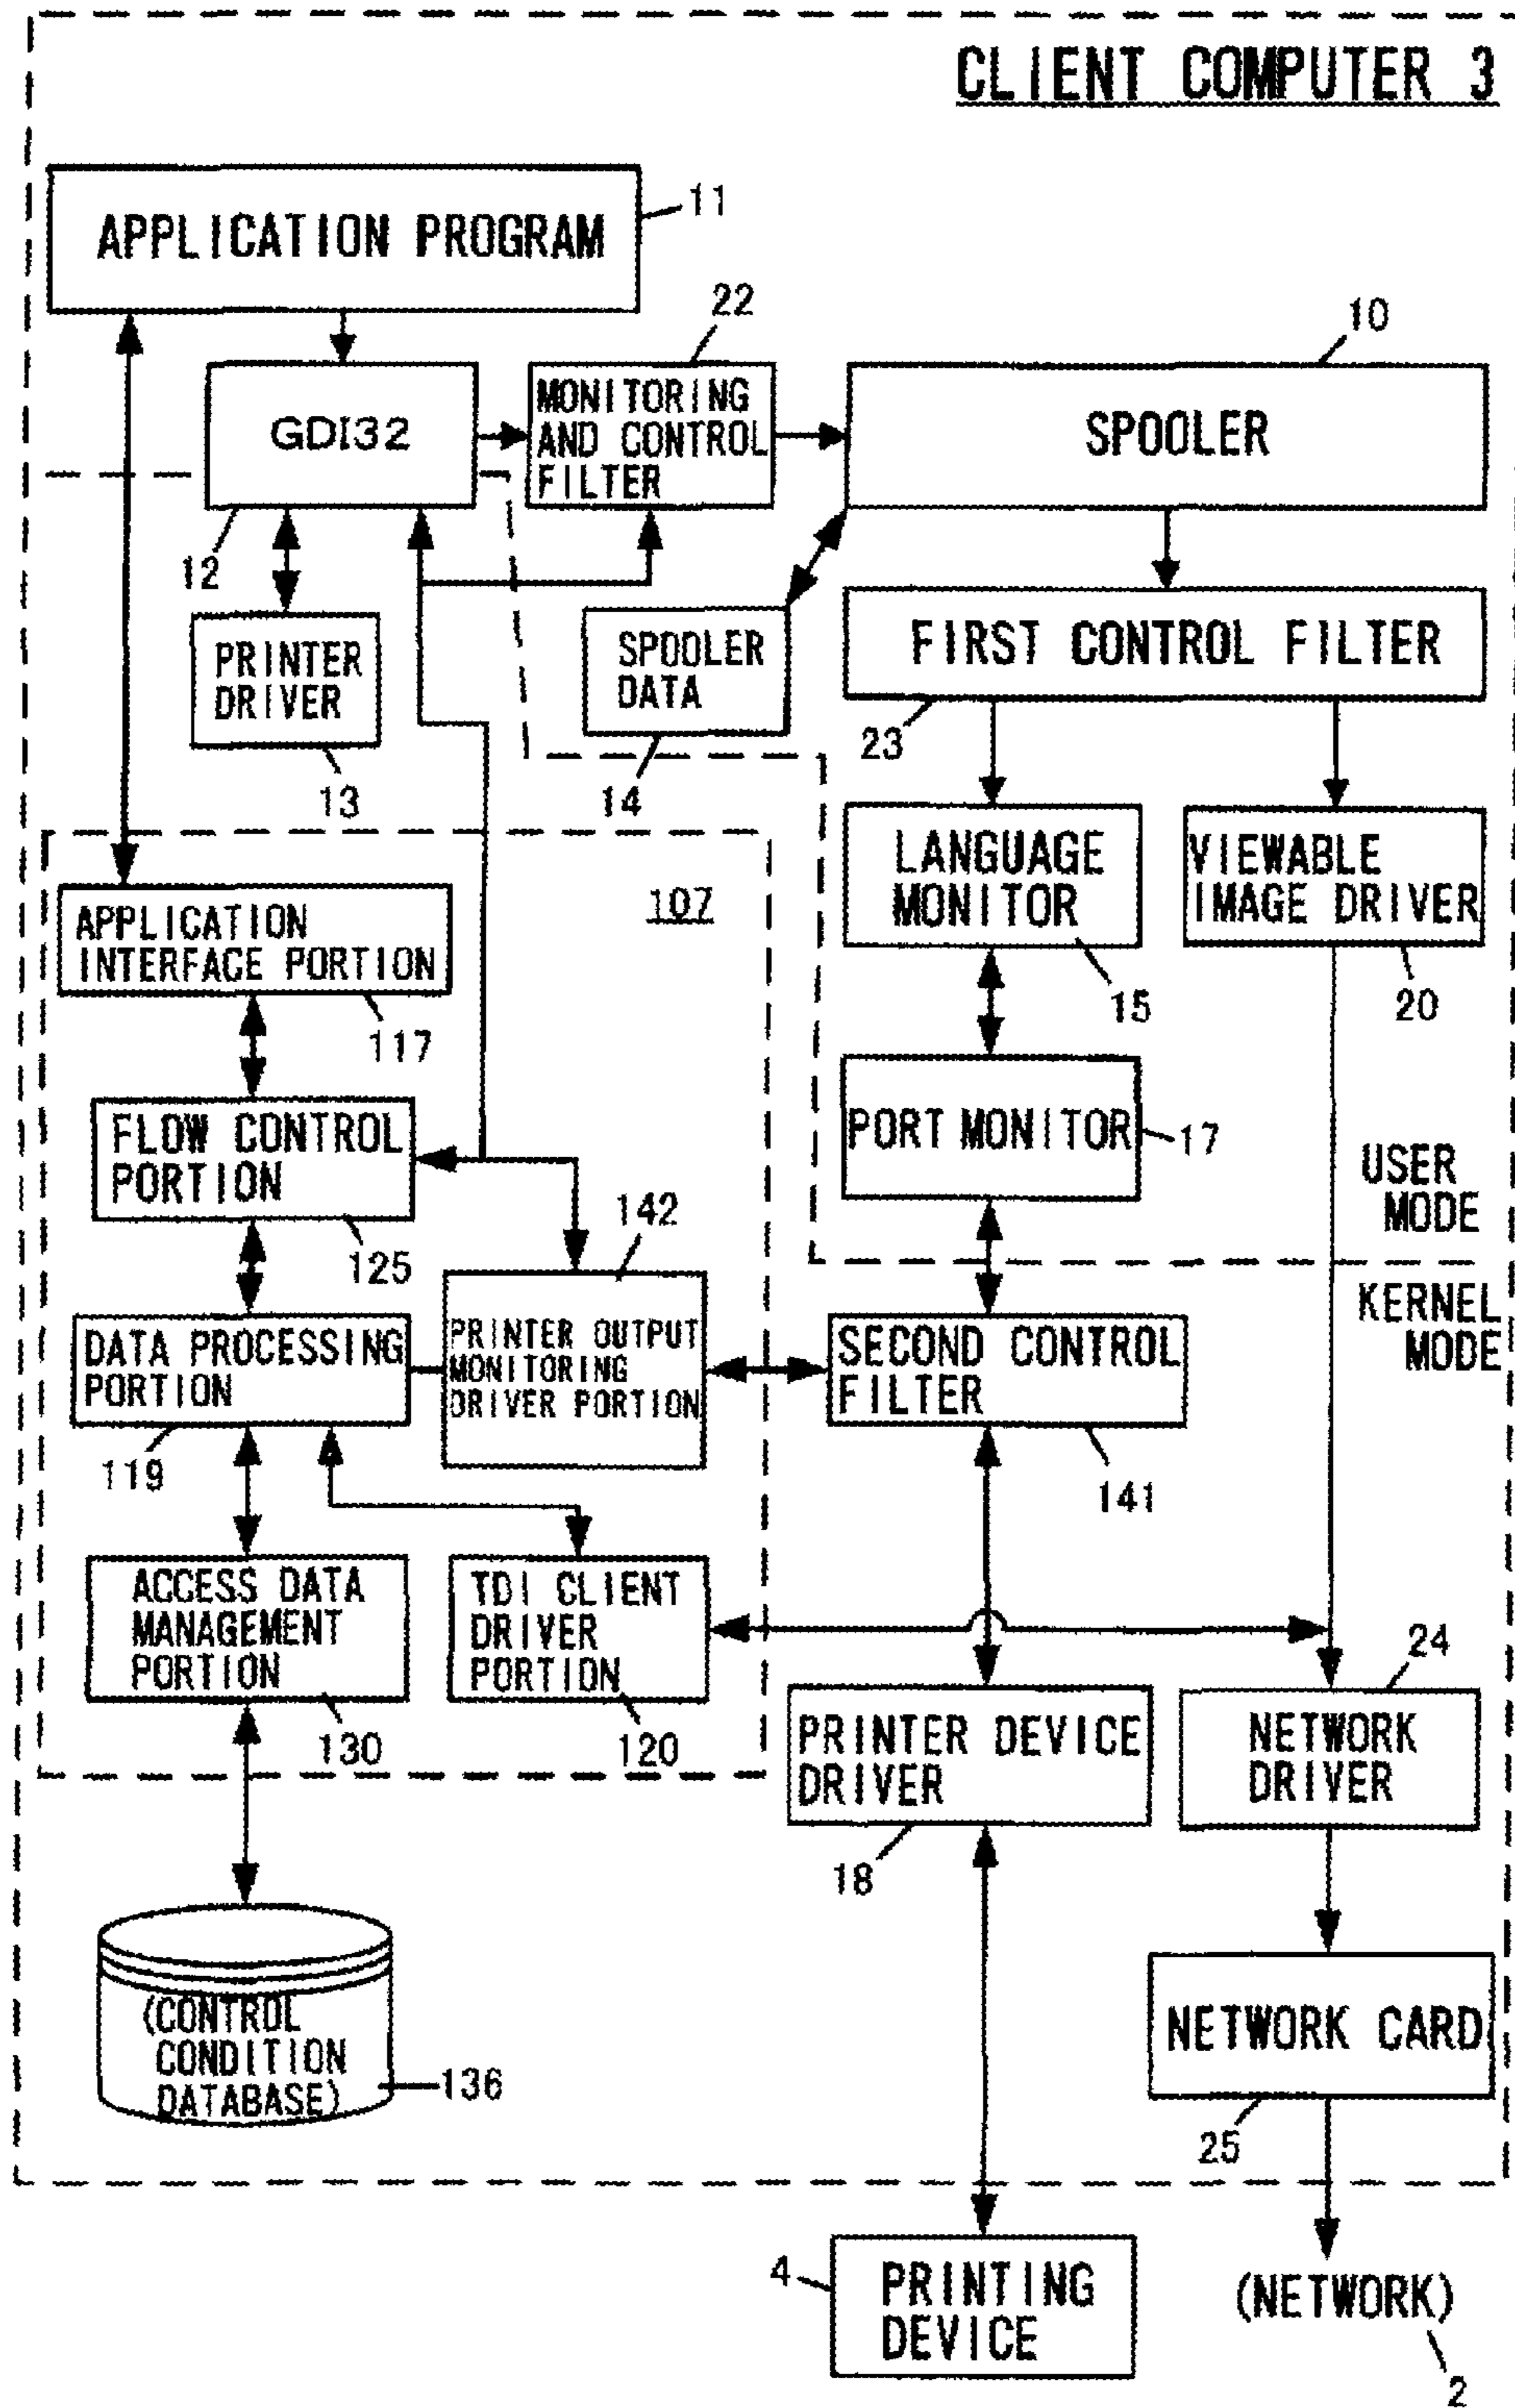 CLIENT COMPUTER 3
APPLICATION PROGRAM
11
22
10
GDI32
MONITORING
AND CONTROL
FILTER
SPOOLER
12
PRINTER
DRIVER
13
SPOOLER
DATA
14
FIRST CONTROL FILTER
23
LANGUAGE
MONITOR
15
VIEWABLE
IMAGE DRIVER
20
107
APPLICATION
INTERFACE PORTION
117
PORT MONITOR
17
FLOW CONTROL
PORTION
125
142
USER
MODE
KERNEL
MODE
DATA PROCESSING
PORTION
119
PRINTER OUTPUT
MONITORING
DRIVER PORTION
SECOND CONTROL
FILTER
141
ACCESS DATA
MANAGEMENT
PORTION
130
TDI CLIENT
DRIVER
PORTION
120
24
PRINTER DEVICE
DRIVER
18
NETWORK
DRIVER
(CONTROL
CONDITION
DATABASE)
136
NETWORK CARD
25
4
PRINTING
DEVICE
(NETWORK)
2